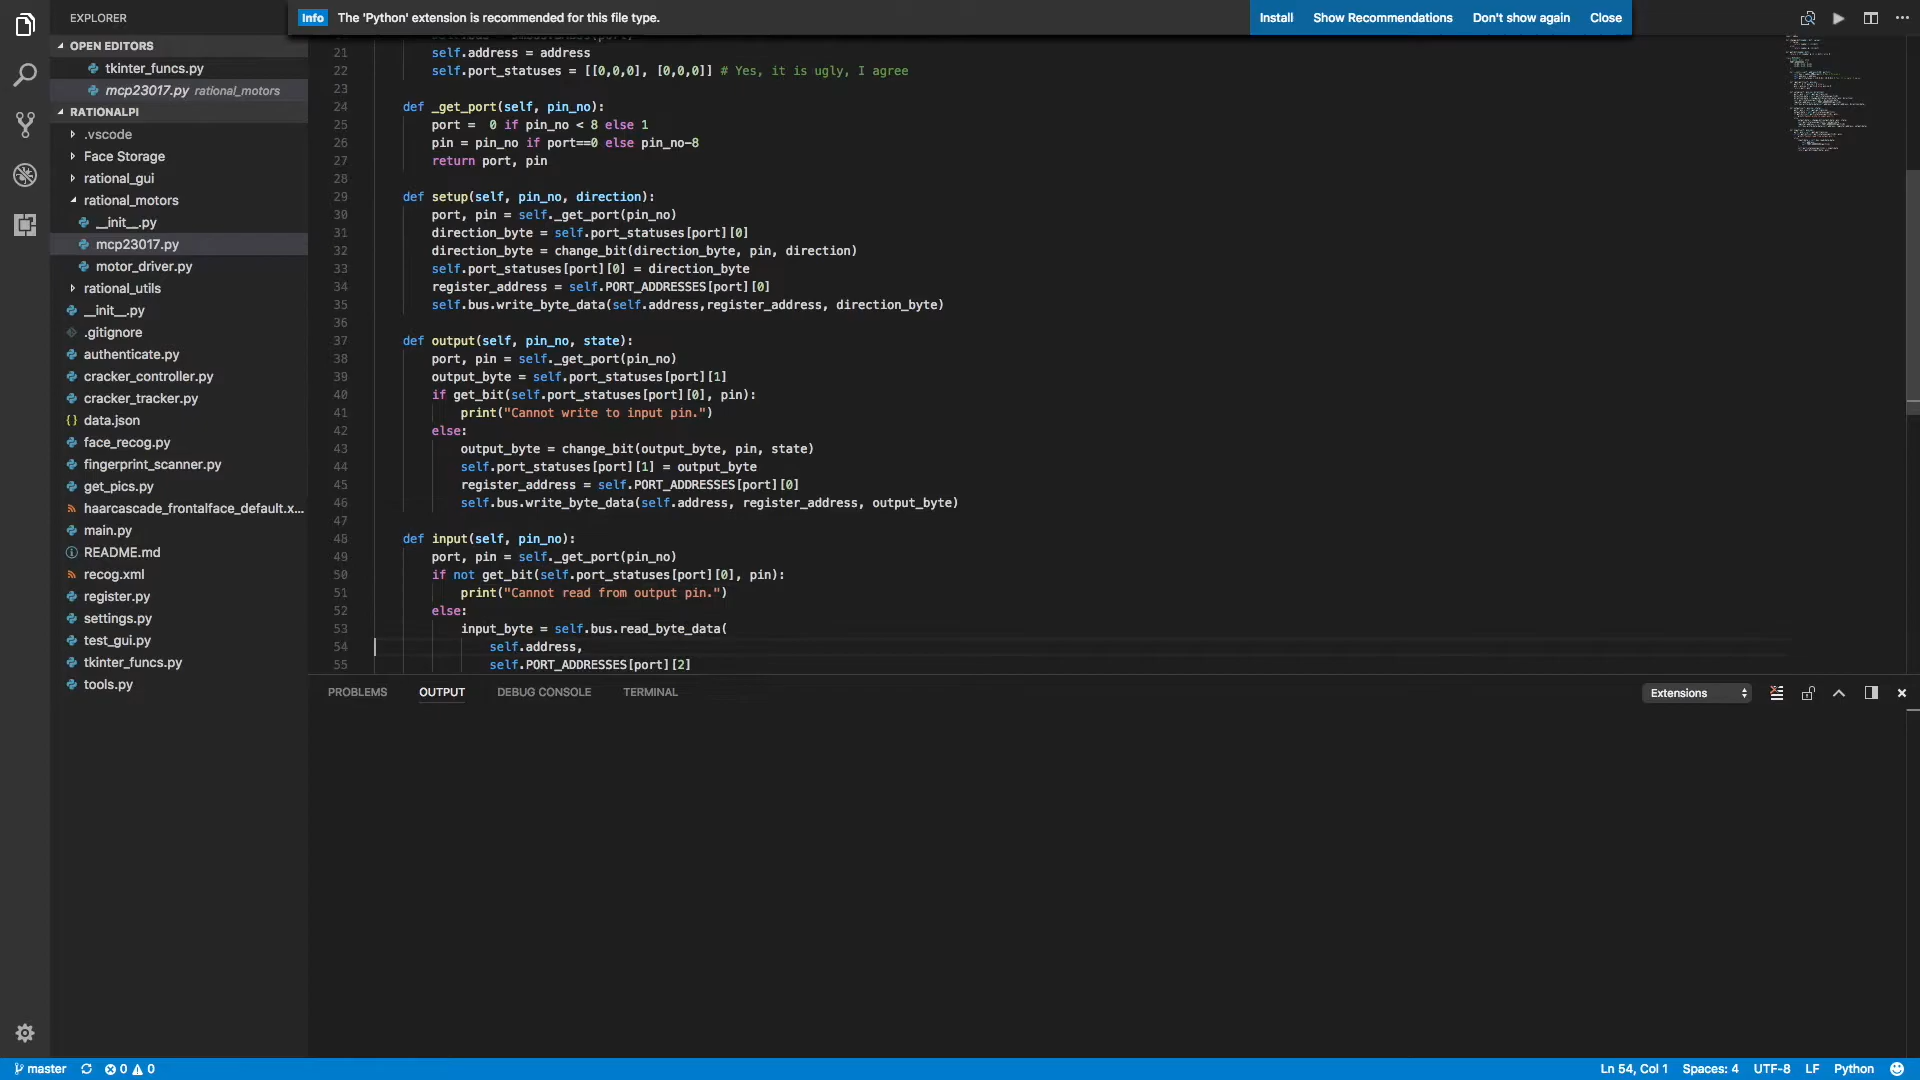 EXPLORER
Info The 'Python' extension is recommended for this file type.
Install Show Recommendations Don't show again Close
OPEN EDITORS
tkinter_funcs.py
mcp23017.py rational_motors
RATIONALPI
.vscode
Face Storage
rational_gui
rational_motors
__init__.py
mcp23017.py
motor_driver.py
rational_utils
__init__.py
.gitignore
authenticate.py
cracker_controller.py
cracker_tracker.py
{} data.json
face_recog.py
fingerprint_scanner.py
get_pics.py
haarcascade_frontalface_default.x...
main.py
README.md
recog.xml
register.py
settings.py
test_gui.py
tkinter_funcs.py
tools.py
21 self.address = address
22 self.port_statuses = [[0,0,0], [0,0,0]] # Yes, it is ugly, I agree
23
24 def _get_port(self, pin_no):
25 port =  0 if pin_no < 8 else 1
26 pin = pin_no if port==0 else pin_no-8
27 return port, pin
28
29 def setup(self, pin_no, direction):
30 port, pin = self._get_port(pin_no)
31 direction_byte = self.port_statuses[port][0]
32 direction_byte = change_bit(direction_byte, pin, direction)
33 self.port_statuses[port][0] = direction_byte
34 register_address = self.PORT_ADDRESSES[port][0]
35 self.bus.write_byte_data(self.address,register_address, direction_byte)
36
37 def output(self, pin_no, state):
38 port, pin = self._get_port(pin_no)
39 output_byte = self.port_statuses[port][1]
40 if get_bit(self.port_statuses[port][0], pin):
41 print("Cannot write to input pin.")
42 else:
43 output_byte = change_bit(output_byte, pin, state)
44 self.port_statuses[port][1] = output_byte
45 register_address = self.PORT_ADDRESSES[port][0]
46 self.bus.write_byte_data(self.address, register_address, output_byte)
47
48 def input(self, pin_no):
49 port, pin = self._get_port(pin_no)
50 if not get_bit(self.port_statuses[port][0], pin):
51 print("Cannot read from output pin.")
52 else:
53 input_byte = self.bus.read_byte_data(
54 self.address,
55 self.PORT_ADDRESSES[port][2]
PROBLEMS OUTPUT DEBUG CONSOLE TERMINAL
Extensions
master 0 0
Ln 54, Col 1 Spaces: 4 UTF-8 LF Python